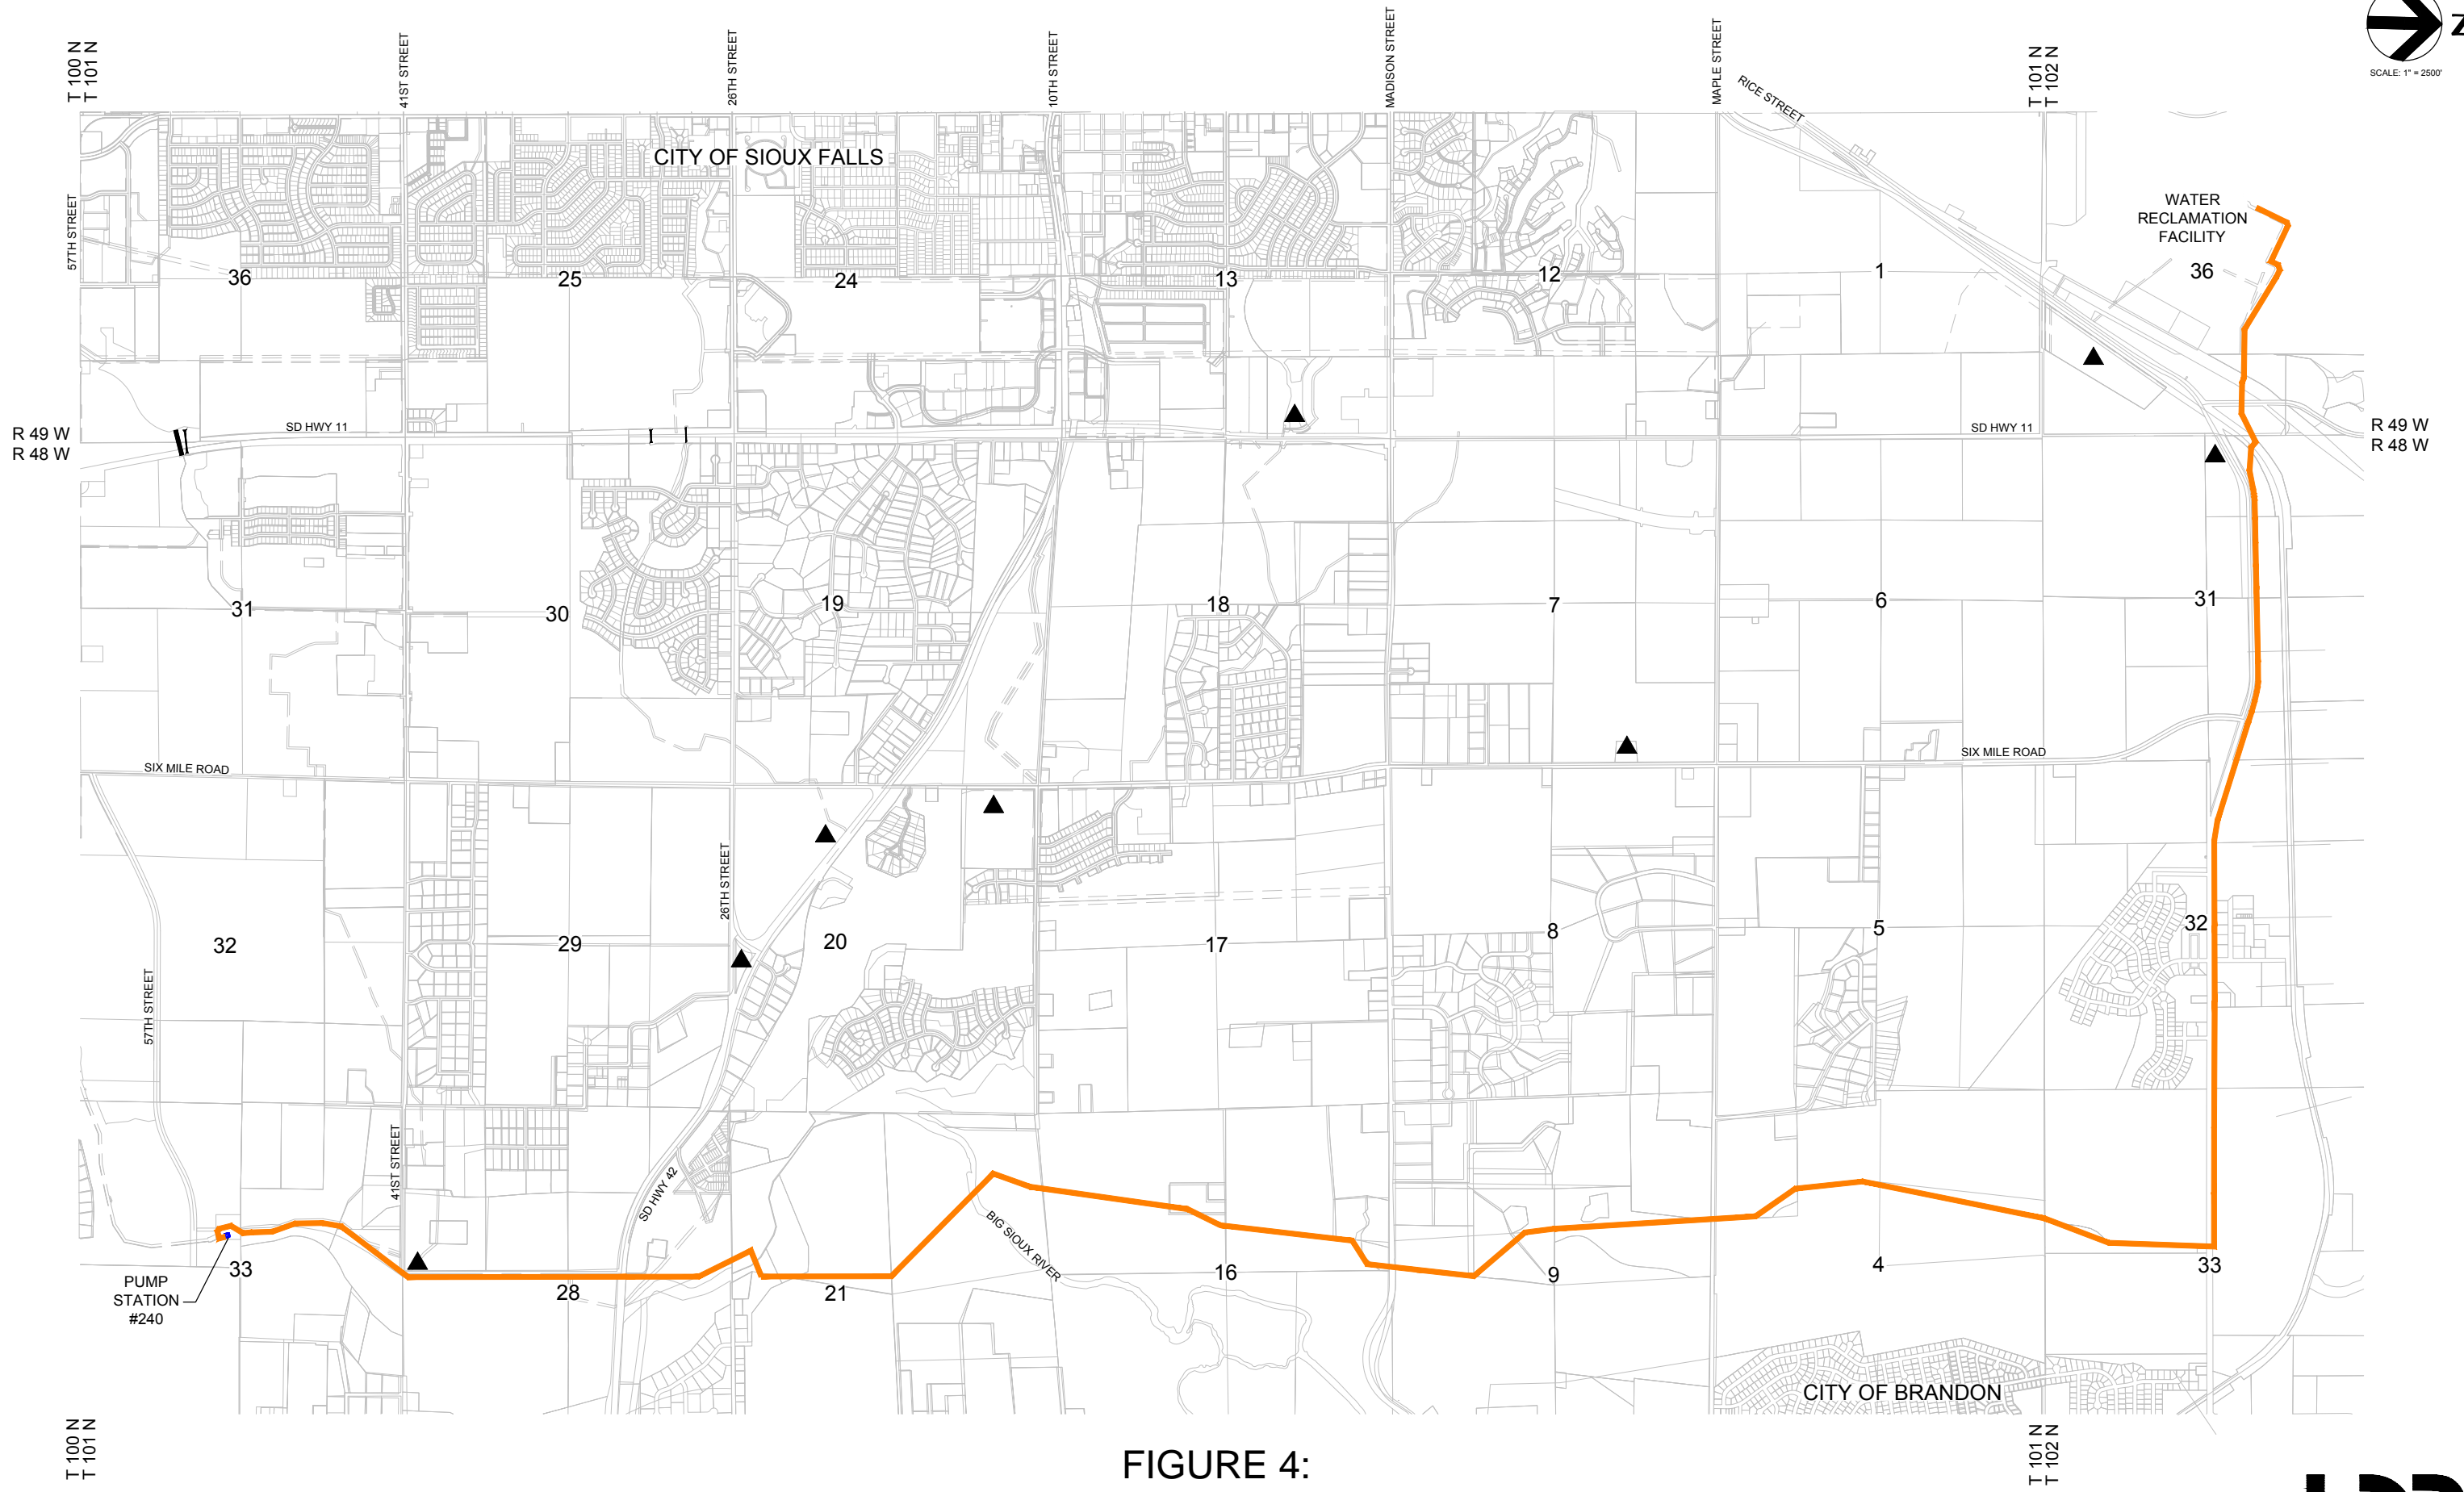 Z
SCALE: 1" = 2500'
T 100 N
T 101 N
41ST STREET
26TH STREET
10TH STREET
MADISON STREET
MAPLE STREET
RICE STREET
T 101 N
T 102 N
CITY OF SIOUX FALLS
57TH STREET
WATER
RECLAMATION
FACILITY
36
25
24
13
12
1
36
R 49 W
R 48 W
SD HWY 11
SD HWY 11
R 49 W
R 48 W
31
30
19
18
7
6
31
SIX MILE ROAD
SIX MILE ROAD
26TH STREET
32
29
20
17
8
5
32
57TH STREET
41ST STREET
SD HWY 42
BIG SIOUX RIVER
PUMP
STATION
#240
33
28
21
16
9
4
33
CITY OF BRANDON
T 100 N
T 101 N
T 101 N
T 102 N
FIGURE 4: